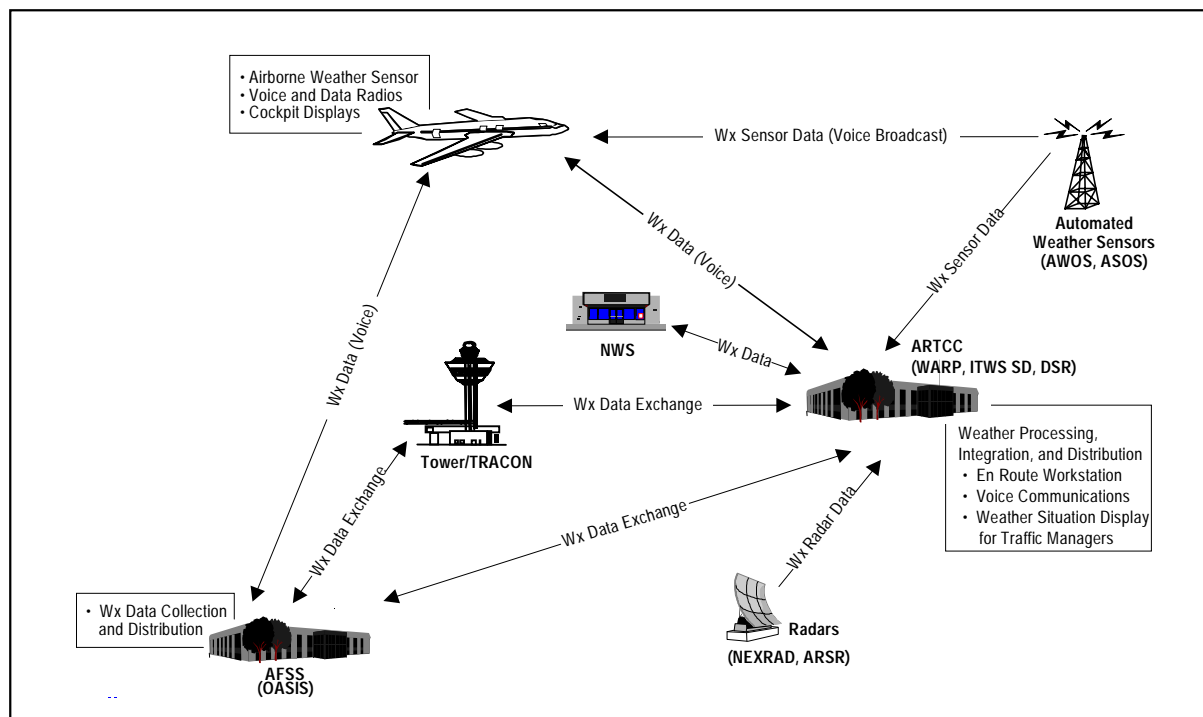 • Airborne Weather Sensor
• Voice and Data Radios
• Cockpit Displays
Wx Sensor Data (Voice Broadcast)
Automated
Weather Sensors
(AWOS, ASOS)
Wx Data (Voice)
Wx Sensor Data
Wx Data (Voice)
NWS
Wx Data
ARTCC
(WARP, ITWS SD, DSR)
Wx Data Exchange
Tower/TRACON
Weather Processing,
Integration, and Distribution
• En Route Workstation
• Voice Communications
• Weather Situation Display
for Traffic Managers
Wx Data Exchange
Wx Data Exchange
Wx Radar Data
• Wx Data Collection
and Distribution
AFSS
(OASIS)
Radars
(NEXRAD, ARSR)